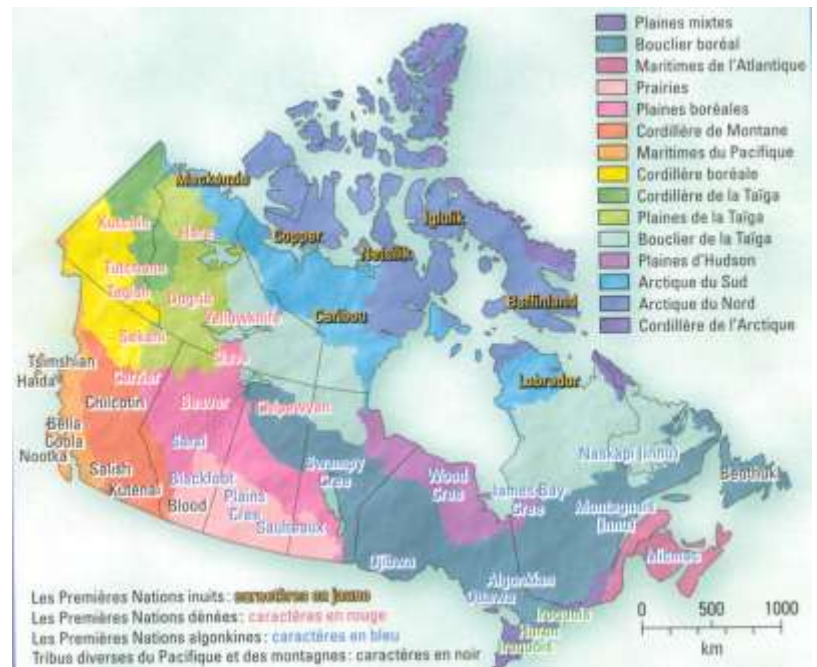 Plaines mixtes
Bouclier boréal
Maritimes de l'Atlantique
Prairies
Plaines boréales
Cordillère de Montane
Maritimes du Pacifique
Cordillère boréale
Cordillère de la Taïga
Plaines de la Taïga
Bouclier de la Taïga
Plaines d'Hudson
Arctique du Sud
Arctique du Nord
Cordillère de l'Arctique
Mackenzie
Kutchin
Hare
Copper
Iglulik
Netsilik
Tutchone
Tagish
Dogrib
Yellowknife
Caribou
Baffinland
Sekani
Slave
Tsimshian
Haida
Carrier
Labrador
Chilcotin
Beaver
Chipewyan
Bella
Coola
Nootka
Sarsi
Naskapi (Innu)
Beothuk
Salish
Kutenai
Blackfoot
Blood
Plains
Cree
Swampy
Cree
Wood
Cree
James Bay
Cree
Montagnais
(Innu)
Saulteaux
Ojibwa
Algonkian
Ottawa
Micmac
Iroquois
Huron
Iroquois
Les Premières Nations inuits : caractères en jaune
Les Premières Nations dénées : caractères en rouge
Les Premières Nations algonkines : caractères en bleu
Tribus diverses du Pacifique et des montagnes : caractères en noir
0 500 1000
km